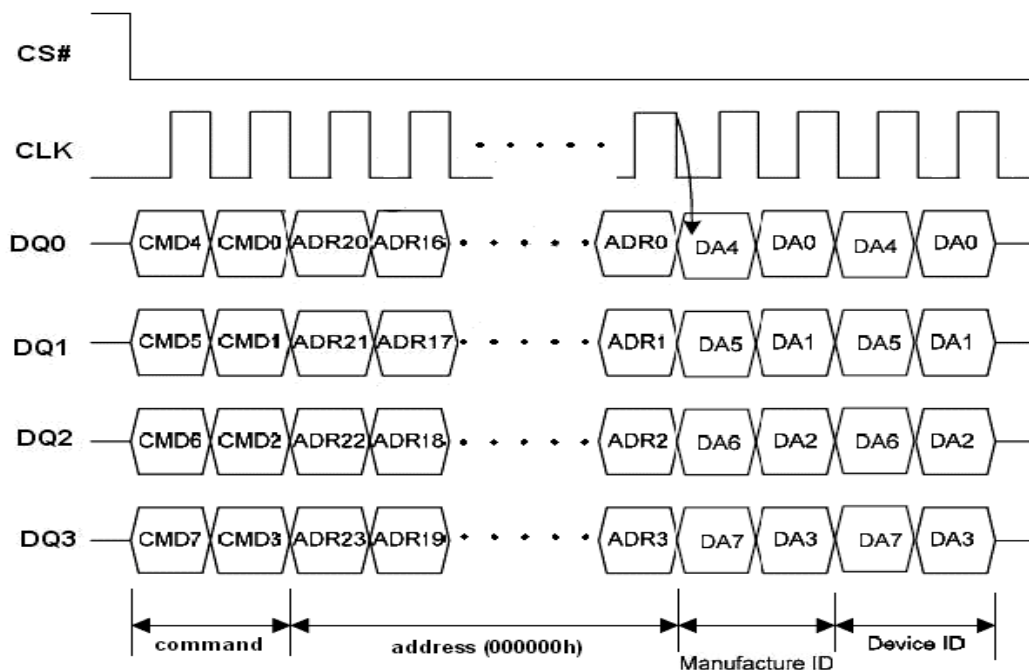 CS#
CLK
DQ0 CMD4 CMD0 ADR20 ADR16 ADR0 DA4 DA0 DA4 DA0
DQ1 CMD5 CMD1 ADR21 ADR17 ADR1 DA5 DA1 DA5 DA1
DQ2 CMD6 CMD2 ADR22 ADR18 ADR2 DA6 DA2 DA6 DA2
DQ3 CMD7 CMD3 ADR23 ADR19 ADR3 DA7 DA3 DA7 DA3
command address (000000h) Manufacture ID Device ID